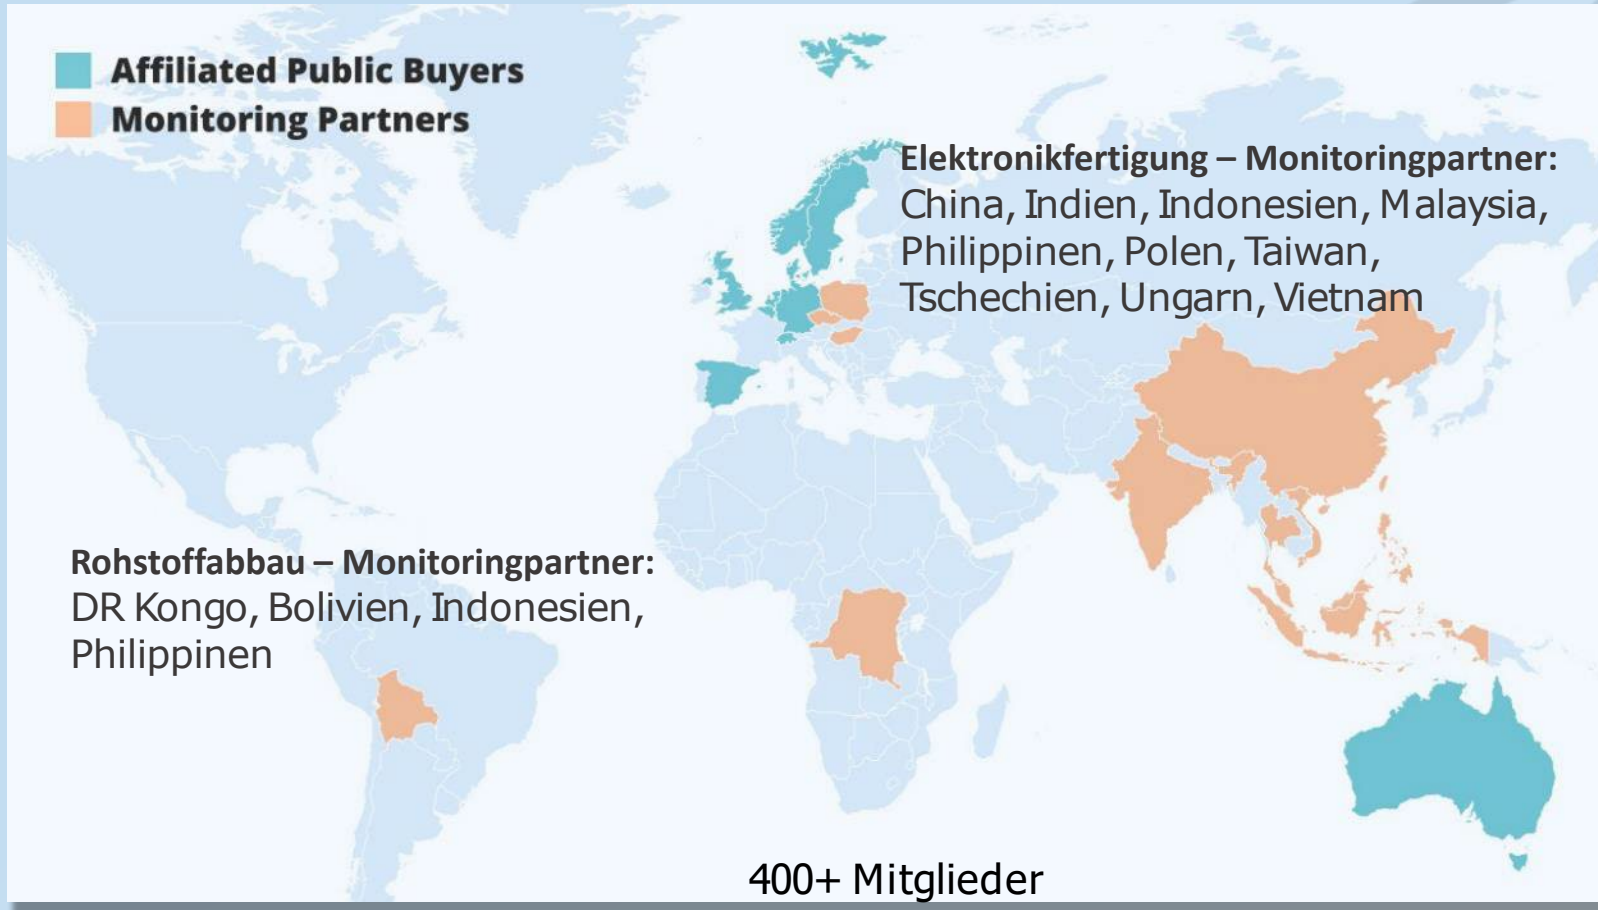 Affiliated Public Buyers
Monitoring Partners
Elektronikfertigung – Monitoringpartner:
China, Indien, Indonesien, Malaysia,
Philippinen, Polen, Taiwan,
Tschechien, Ungarn, Vietnam
Rohstoffabbau – Monitoringpartner:
DR Kongo, Bolivien, Indonesien,
Philippinen
400+ Mitglieder